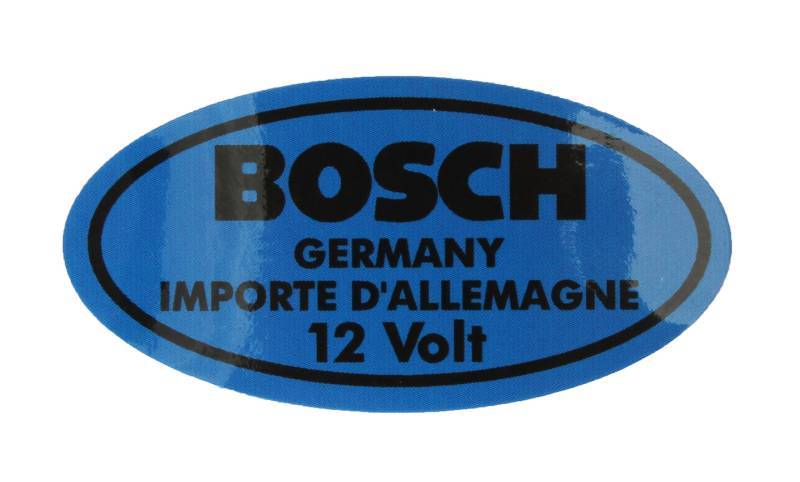 BOSCH
GERMANY
IMPORTE D'ALLEMAGNE
12 Volt